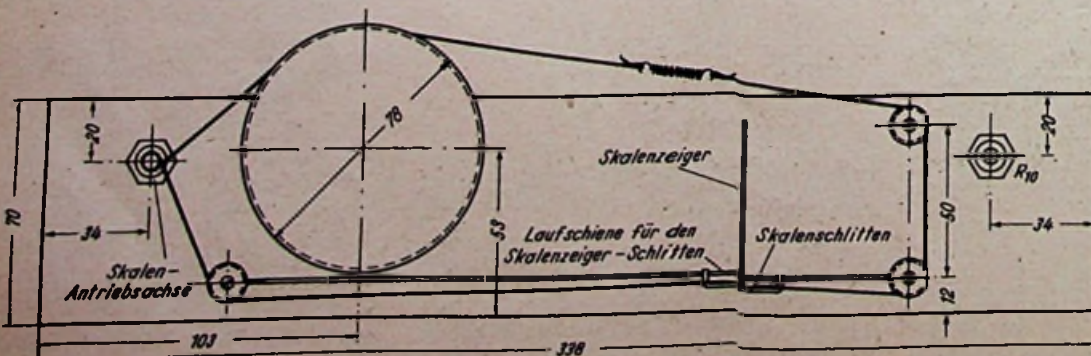 20
78
20
Skalenzeiger
R10
70
34
53
50
34
Laufschiene für den
Skalenzeiger-Schlitten
Skalenschlitten
Skalen-
Antriebsachse
12
103
338